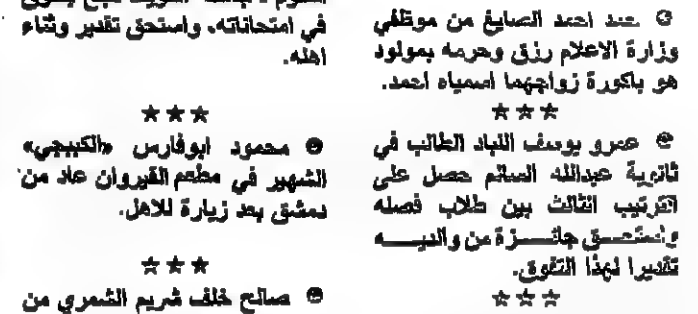 احمد الصايغ من موظفي
وزارة الاعلام رزق وحرمه بمولود
هو باكورة زواجهما اسمياه احمد.
★★★
عمرو يوسف اللباد الطالب في
ثانوية عبدالله السالم حصل على
الترتيب الثالث بين طلاب فصله
واستحق جائزة من والديه
تقديرا لهذا التفوق.
★★★
في امتحاناته، واستحق تقدير وثناء
اهله.
★★★
محمود ابوفارس «الكبيجي»
الشهير في مطعم القيروان عاد من
دمشق بعد زيارة للاهل.
★★★
صالح خلف شريم الشمري من